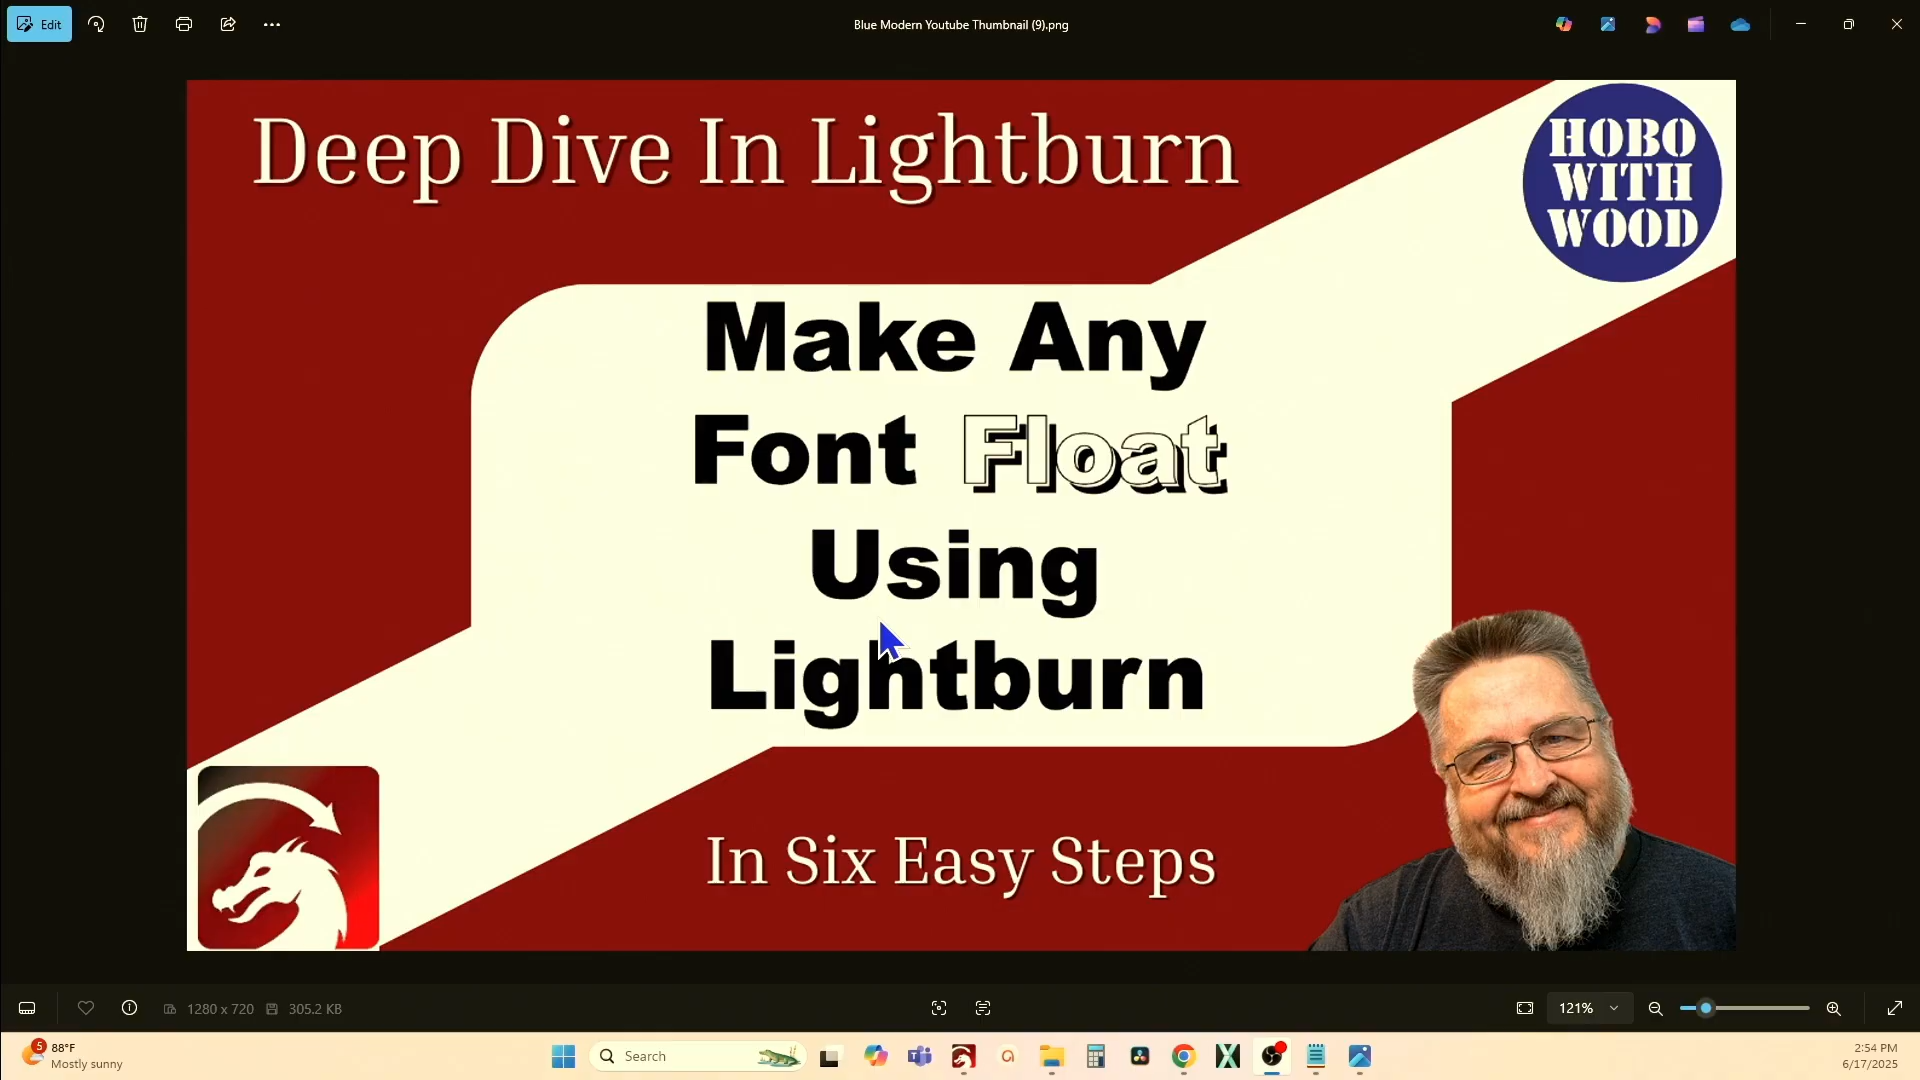 Edit
Blue Modern Youtube Thumbnail (9).png
Deep Dive In Lightburn
HOBO
WITH
WOOD
Make Any
Font Float
Using
Lightburn
In Six Easy Steps
1280 x 720
305.2 KB
121%
5
88°F
Mostly sunny
Search
2:54 PM
6/17/2025